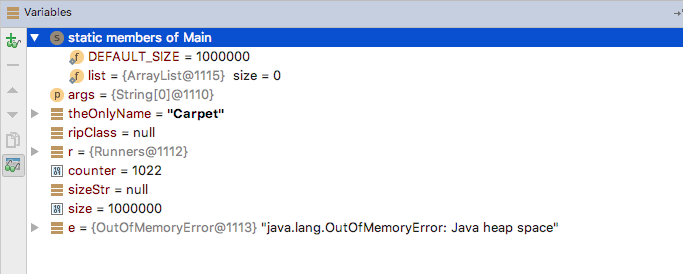 Variables
static members of Main
DEFAULT_SIZE = 1000000
list = {ArrayList@1115} size = 0
args = {String[0]@1110}
theOnlyName = "Carpet"
ripClass = null
r = {Runners@1112}
counter = 1022
sizeStr = null
size = 1000000
e = {OutOfMemoryError@1113} "java.lang.OutOfMemoryError: Java heap space"